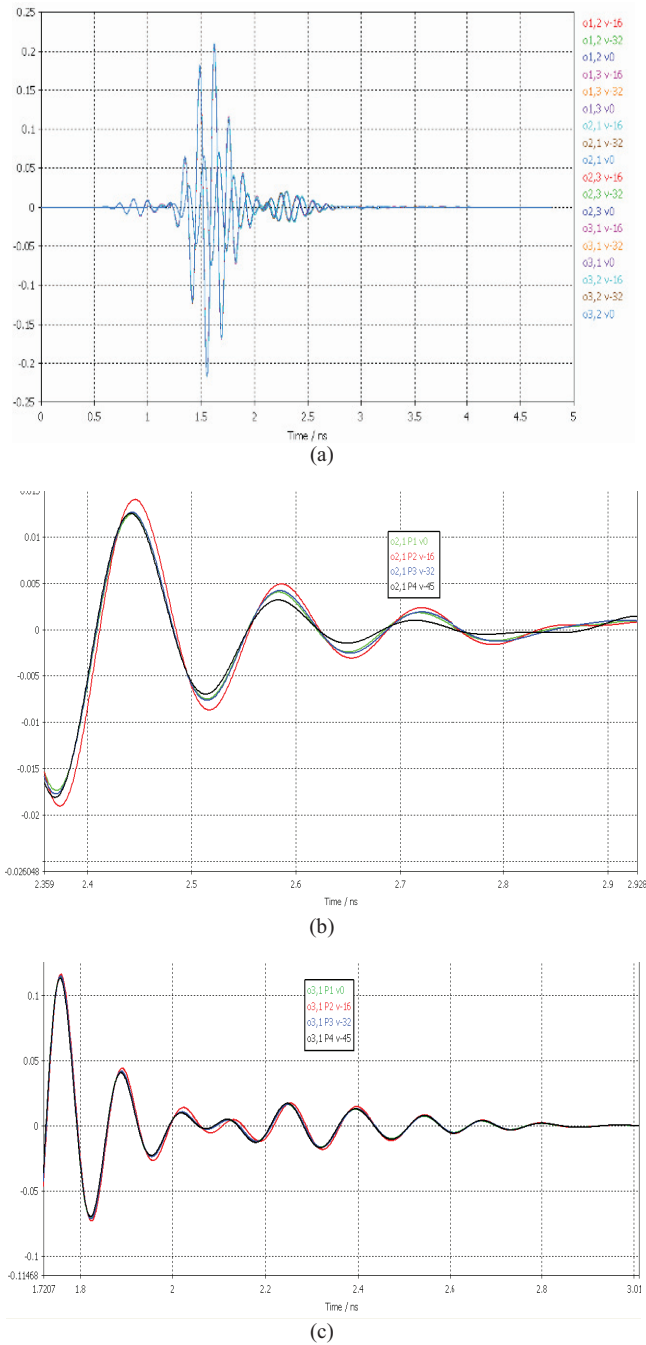 0.25
0.2
0.15
0.1
0.05
0
-0.05
-0.1
-0.15
-0.2
-0.25
0 0.5 1 1.5 2 2.5 3 3.5 4 4.5 5
Time / ns
o1,2 v-16
o1,2 v-32
o1,2 v0
o1,3 v-16
o1,3 v-32
o1,3 v0
o2,1 v-16
o2,1 v-32
o2,1 v0
o2,3 v-16
o2,3 v-32
o2,3 v0
o3,1 v-16
o3,1 v-32
o3,1 v0
o3,2 v-16
o3,2 v-32
o3,2 v0
(a)
0.015
0.01
0.005
0
-0.005
-0.01
-0.015
-0.02
-0.026048
o2,1 P1 v0
o2,1 P2 v-16
o2,1 P3 v-32
o2,1 P4 v-45
2.359 2.4 2.5 2.6 2.7 2.8 2.9 2.928
Time / ns
(b)
0.1
0.05
0
-0.05
-0.1
-0.11468
o3,1 P1 v0
o3,1 P2 v-16
o3,1 P3 v-32
o3,1 P4 v-45
1.7207 1.8 2 2.2 2.4 2.6 2.8 3.01
Time / ns
(c)